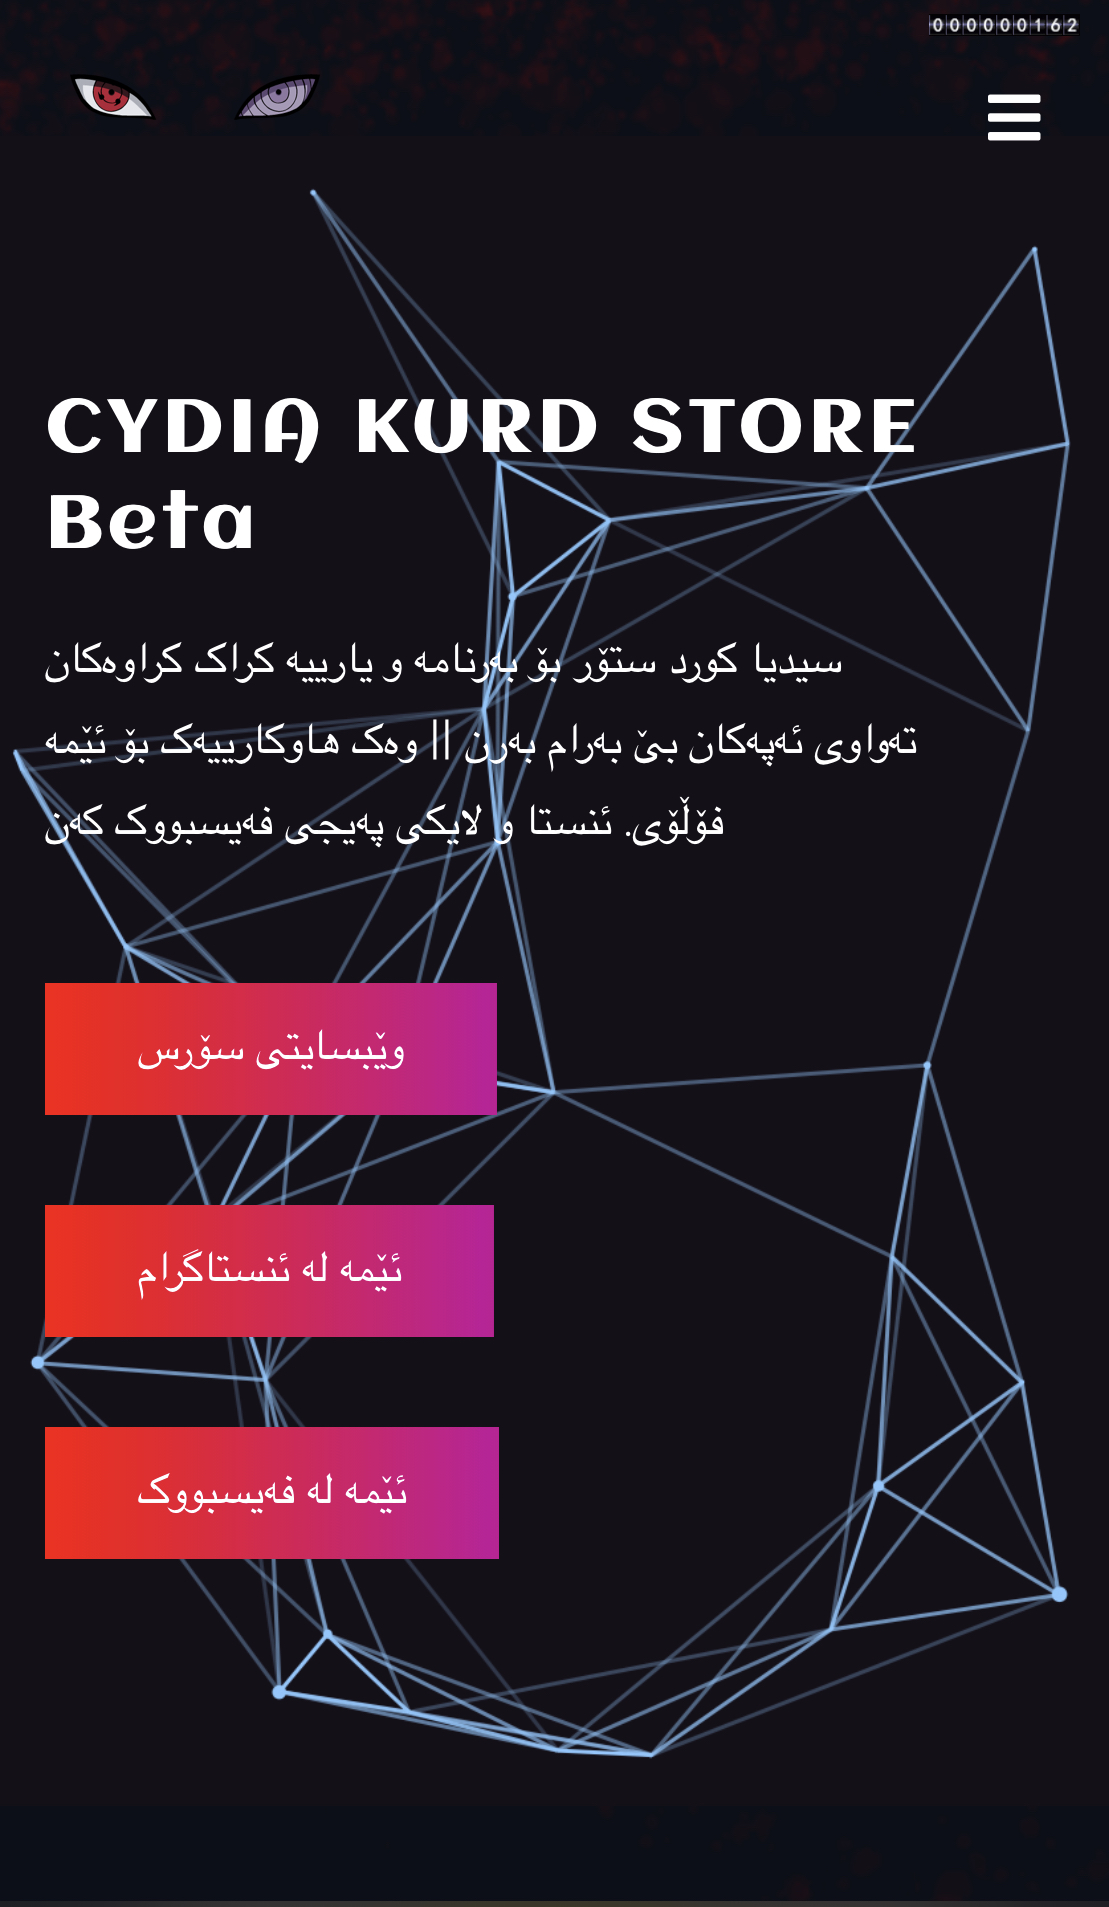 000000162
CYDIA KURD STORE
Beta
سیدیا کورد ستۆر بۆ بەرنامە و یارییە کراک کراوەکان
تەواوی ئەپەکان بێ بەرام بەرن || وەک هاوکارییەک بۆ ئێمە
فۆڵۆی. ئنستا و لایکی پەیجی فەیسبووک کەن
وێبسایتی سۆرس
ئێمە لە ئنستاگرام
ئێمە لە فەیسبووک